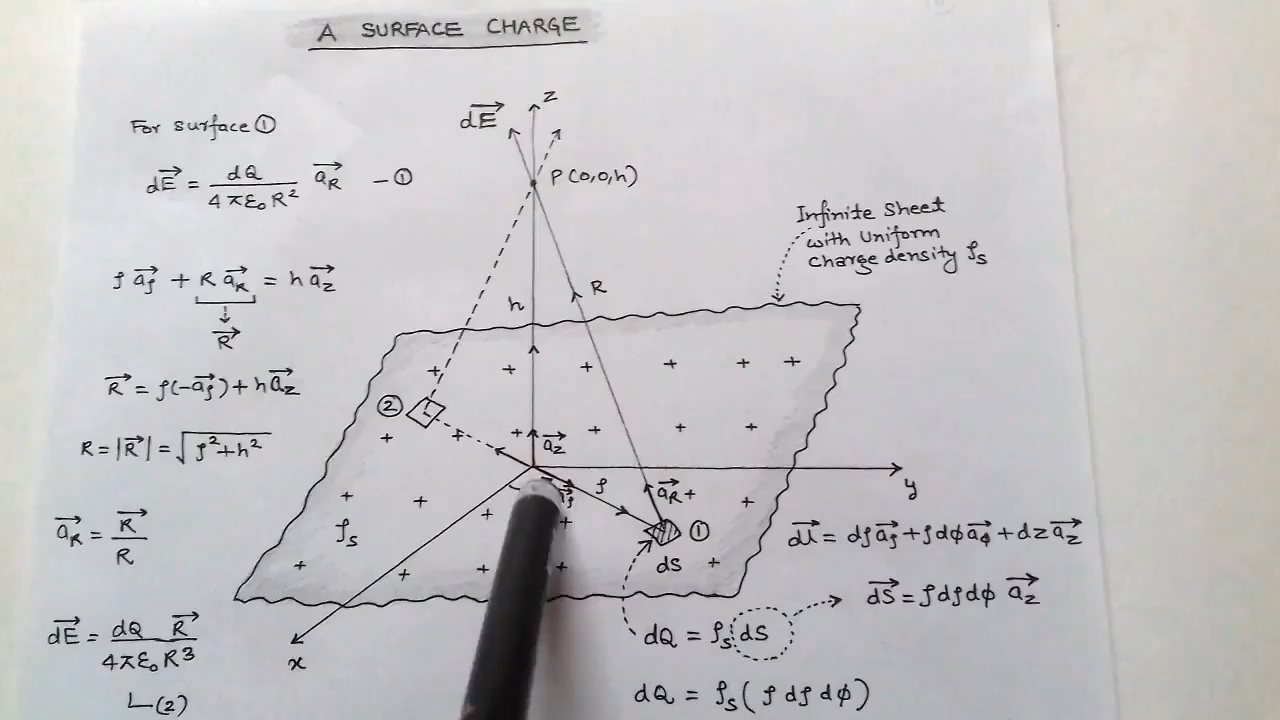 A SURFACE CHARGE
For surface ①
dE⃗ = dQ / 4πε₀R² a⃗R - ①
ρ a⃗ρ + R a⃗R = h a⃗z
R⃗
R⃗ = ρ(-a⃗ρ) + h a⃗z
R = |R⃗| = √ρ²+h²
a⃗R = R⃗ / R
dE⃗ = dQ R⃗ / 4πε₀R³
(2)
dE⃗
z
P(0,0,h)
R
h
Infinite Sheet
with Uniform
charge density ρs
②
a⃗z
ρ
a⃗ρ
a⃗R
y
①
dS
ρs
x
dl⃗ = dρ a⃗ρ + ρdϕ a⃗ϕ + dz a⃗z
dS⃗ = ρ dρ dϕ a⃗z
dQ = ρs dS
dQ = ρs ( ρ dρ dϕ )
+ + + + +
+ + + + + +
+ + + + +
+ + + + +